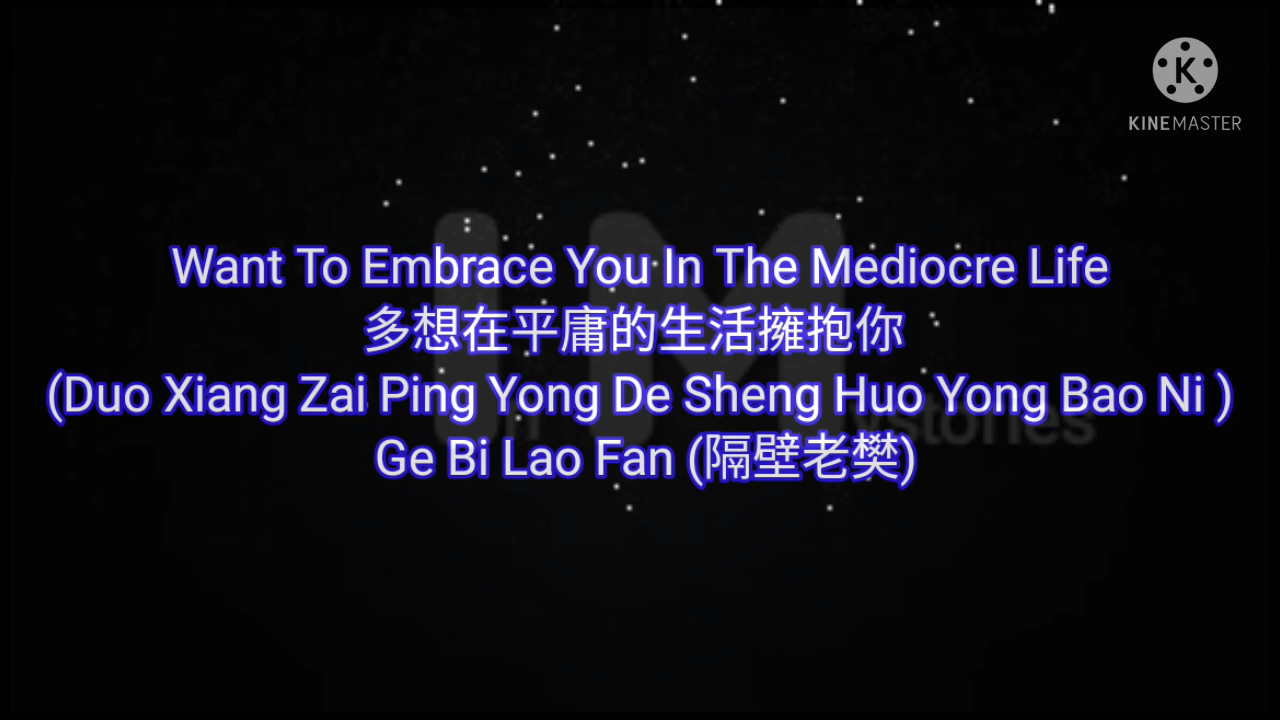 KINEMASTER
Want To Embrace You In The Mediocre Life
多想在平庸的生活擁抱你
(Duo Xiang Zai Ping Yong De Sheng Huo Yong Bao Ni )
Ge Bi Lao Fan (隔壁老樊)